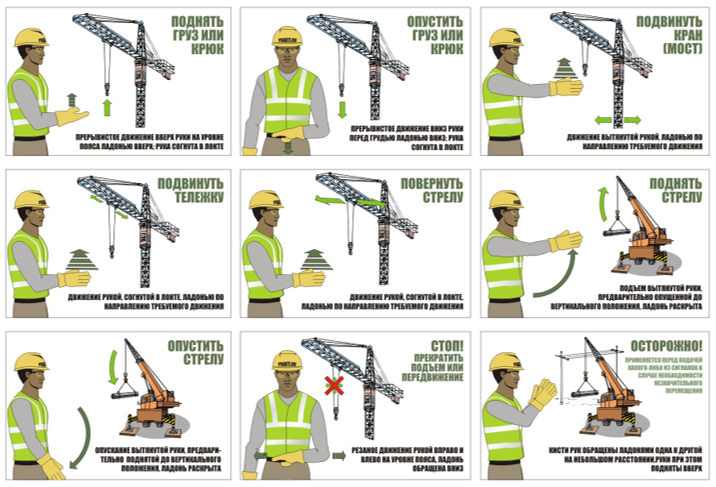 ПОДНЯТЬ
ГРУЗ ИЛИ
КРЮК
ПРЕРЫВИСТОЕ ДВИЖЕНИЕ ВВЕРХ РУКИ НА УРОВНЕ
ПОЯСА ЛАДОНЬЮ ВВЕРХ; РУКА СОГНУТА В ЛОКТЕ
ОПУСТИТЬ
ГРУЗ ИЛИ
КРЮК
ПРЕРЫВИСТОЕ ДВИЖЕНИЕ ВНИЗ РУКИ
ПЕРЕД ГРУДЬЮ ЛАДОНЬЮ ВНИЗ; РУКА
СОГНУТА В ЛОКТЕ
ПОДВИНУТЬ
КРАН
(МОСТ)
ДВИЖЕНИЕ ВЫТЯНУТОЙ РУКОЙ, ЛАДОНЬЮ ПО
НАПРАВЛЕНИЮ ТРЕБУЕМОГО ДВИЖЕНИЯ
ПОДВИНУТЬ
ТЕЛЕЖКУ
ДВИЖЕНИЕ РУКОЙ, СОГНУТОЙ В ЛОКТЕ, ЛАДОНЬЮ ПО
НАПРАВЛЕНИЮ ТРЕБУЕМОГО ДВИЖЕНИЯ
ПОВЕРНУТЬ
СТРЕЛУ
ДВИЖЕНИЕ РУКОЙ, СОГНУТОЙ В ЛОКТЕ,
ЛАДОНЬЮ ПО НАПРАВЛЕНИЮ ТРЕБУЕМОГО ДВИЖЕНИЯ
ПОДНЯТЬ
СТРЕЛУ
ПОДЪЕМ ВЫТЯНУТОЙ РУКИ,
ПРЕДВАРИТЕЛЬНО ОПУЩЕННОЙ ДО
ВЕРТИКАЛЬНОГО ПОЛОЖЕНИЯ, ЛАДОНЬ РАСКРЫТА
ОПУСТИТЬ
СТРЕЛУ
ОПУСКАНИЕ ВЫТЯНУТОЙ РУКИ, ПРЕДВАРИ-
ТЕЛЬНО ПОДНЯТОЙ ДО ВЕРТИКАЛЬНОГО
ПОЛОЖЕНИЯ, ЛАДОНЬ РАСКРЫТА
СТОП!
ПРЕКРАТИТЬ
ПОДЪЕМ ИЛИ
ПЕРЕДВИЖЕНИЕ
РЕЗКОЕ ДВИЖЕНИЕ РУКОЙ ВПРАВО И
ВЛЕВО НА УРОВНЕ ПОЯСА, ЛАДОНЬ
ОБРАЩЕНА ВНИЗ
ОСТОРОЖНО!
ПРИМЕНЯЕТСЯ ПЕРЕД ПОДАЧЕЙ
КАКОГО-ЛИБО ИЗ СИГНАЛОВ В
СЛУЧАЕ НЕОБХОДИМОСТИ
НЕЗНАЧИТЕЛЬНОГО
ПЕРЕМЕЩЕНИЯ
КИСТИ РУК ОБРАЩЕНЫ ЛАДОНЯМИ ОДНА К ДРУГОЙ
НА НЕБОЛЬШОМ РАССТОЯНИИ,РУКИ ПРИ ЭТОМ
ПОДНЯТЫ ВВЕРХ